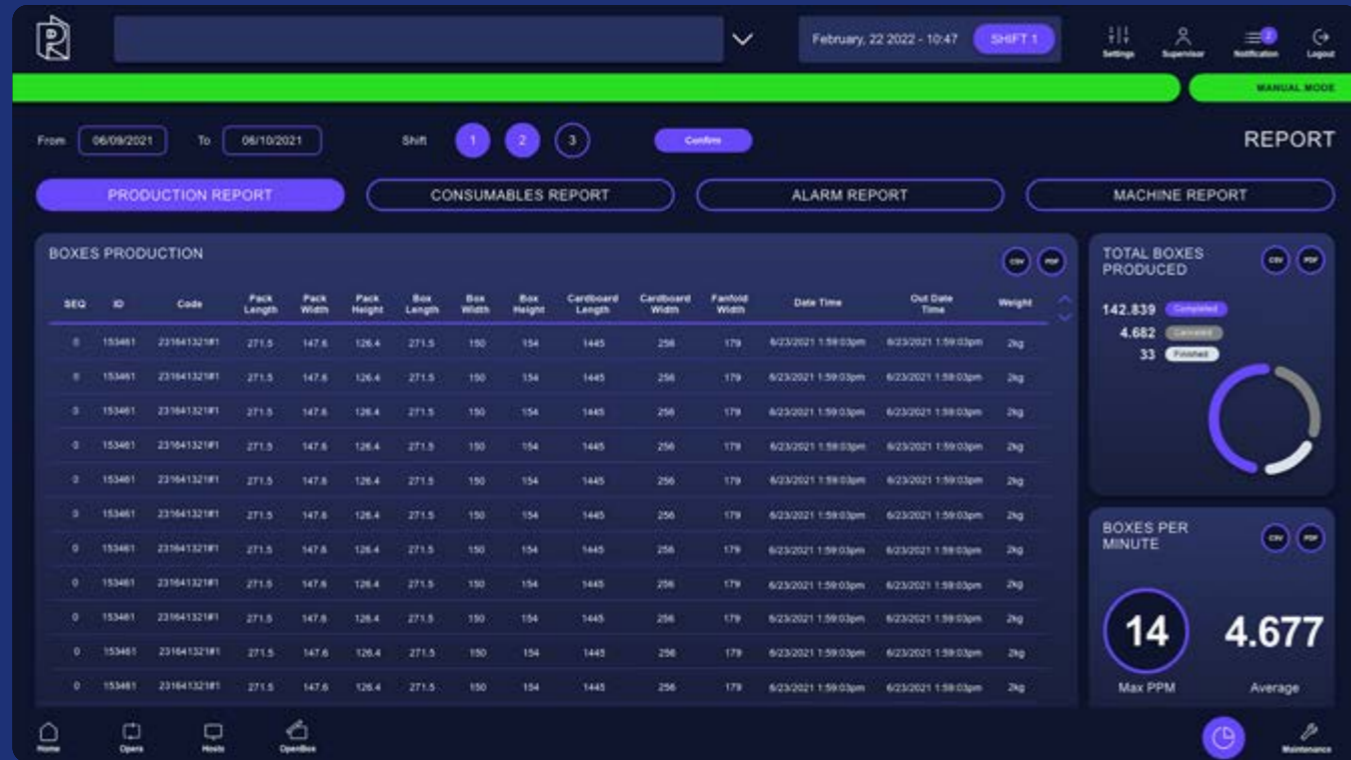 February, 22 2022 - 10:47
SHIFT 1
Settings
Supervisor
2
Notification
Logout
MANUAL MODE
From 06/09/2021 To 06/10/2021 Shift 1 2 3 Confirm
REPORT
PRODUCTION REPORT
CONSUMABLES REPORT
ALARM REPORT
MACHINE REPORT
BOXES PRODUCTION
CSV PDF
SEQ ID Code Pack Length Pack Width Pack Height Box Length Box Width Box Height Cardboard Length Cardboard Width Fanfold Width Date Time Out Date Time Weight
0 153461 231641321#1 271.5 147.6 126.4 271.5 150 154 1445 256 179 6/23/2021 1:59:03pm 6/23/2021 1:59:03pm 2kg
0 153461 231641321#1 271.5 147.6 126.4 271.5 150 154 1445 256 179 6/23/2021 1:59:03pm 6/23/2021 1:59:03pm 2kg
0 153461 231641321#1 271.5 147.6 126.4 271.5 150 154 1445 256 179 6/23/2021 1:59:03pm 6/23/2021 1:59:03pm 2kg
0 153461 231641321#1 271.5 147.6 126.4 271.5 150 154 1445 256 179 6/23/2021 1:59:03pm 6/23/2021 1:59:03pm 2kg
0 153461 231641321#1 271.5 147.6 126.4 271.5 150 154 1445 256 179 6/23/2021 1:59:03pm 6/23/2021 1:59:03pm 2kg
0 153461 231641321#1 271.5 147.6 126.4 271.5 150 154 1445 256 179 6/23/2021 1:59:03pm 6/23/2021 1:59:03pm 2kg
0 153461 231641321#1 271.5 147.6 126.4 271.5 150 154 1445 256 179 6/23/2021 1:59:03pm 6/23/2021 1:59:03pm 2kg
0 153461 231641321#1 271.5 147.6 126.4 271.5 150 154 1445 256 179 6/23/2021 1:59:03pm 6/23/2021 1:59:03pm 2kg
0 153461 231641321#1 271.5 147.6 126.4 271.5 150 154 1445 256 179 6/23/2021 1:59:03pm 6/23/2021 1:59:03pm 2kg
0 153461 231641321#1 271.5 147.6 126.4 271.5 150 154 1445 256 179 6/23/2021 1:59:03pm 6/23/2021 1:59:03pm 2kg
0 153461 231641321#1 271.5 147.6 126.4 271.5 150 154 1445 256 179 6/23/2021 1:59:03pm 6/23/2021 1:59:03pm 2kg
TOTAL BOXES
PRODUCED
CSV PDF
142.839 Completed
4.682 Canceled
33 Finished
BOXES PER
MINUTE
CSV PDF
14 4.677
Max PPM Average
Home
Opera
Hosts
OpenBox
Maintenance